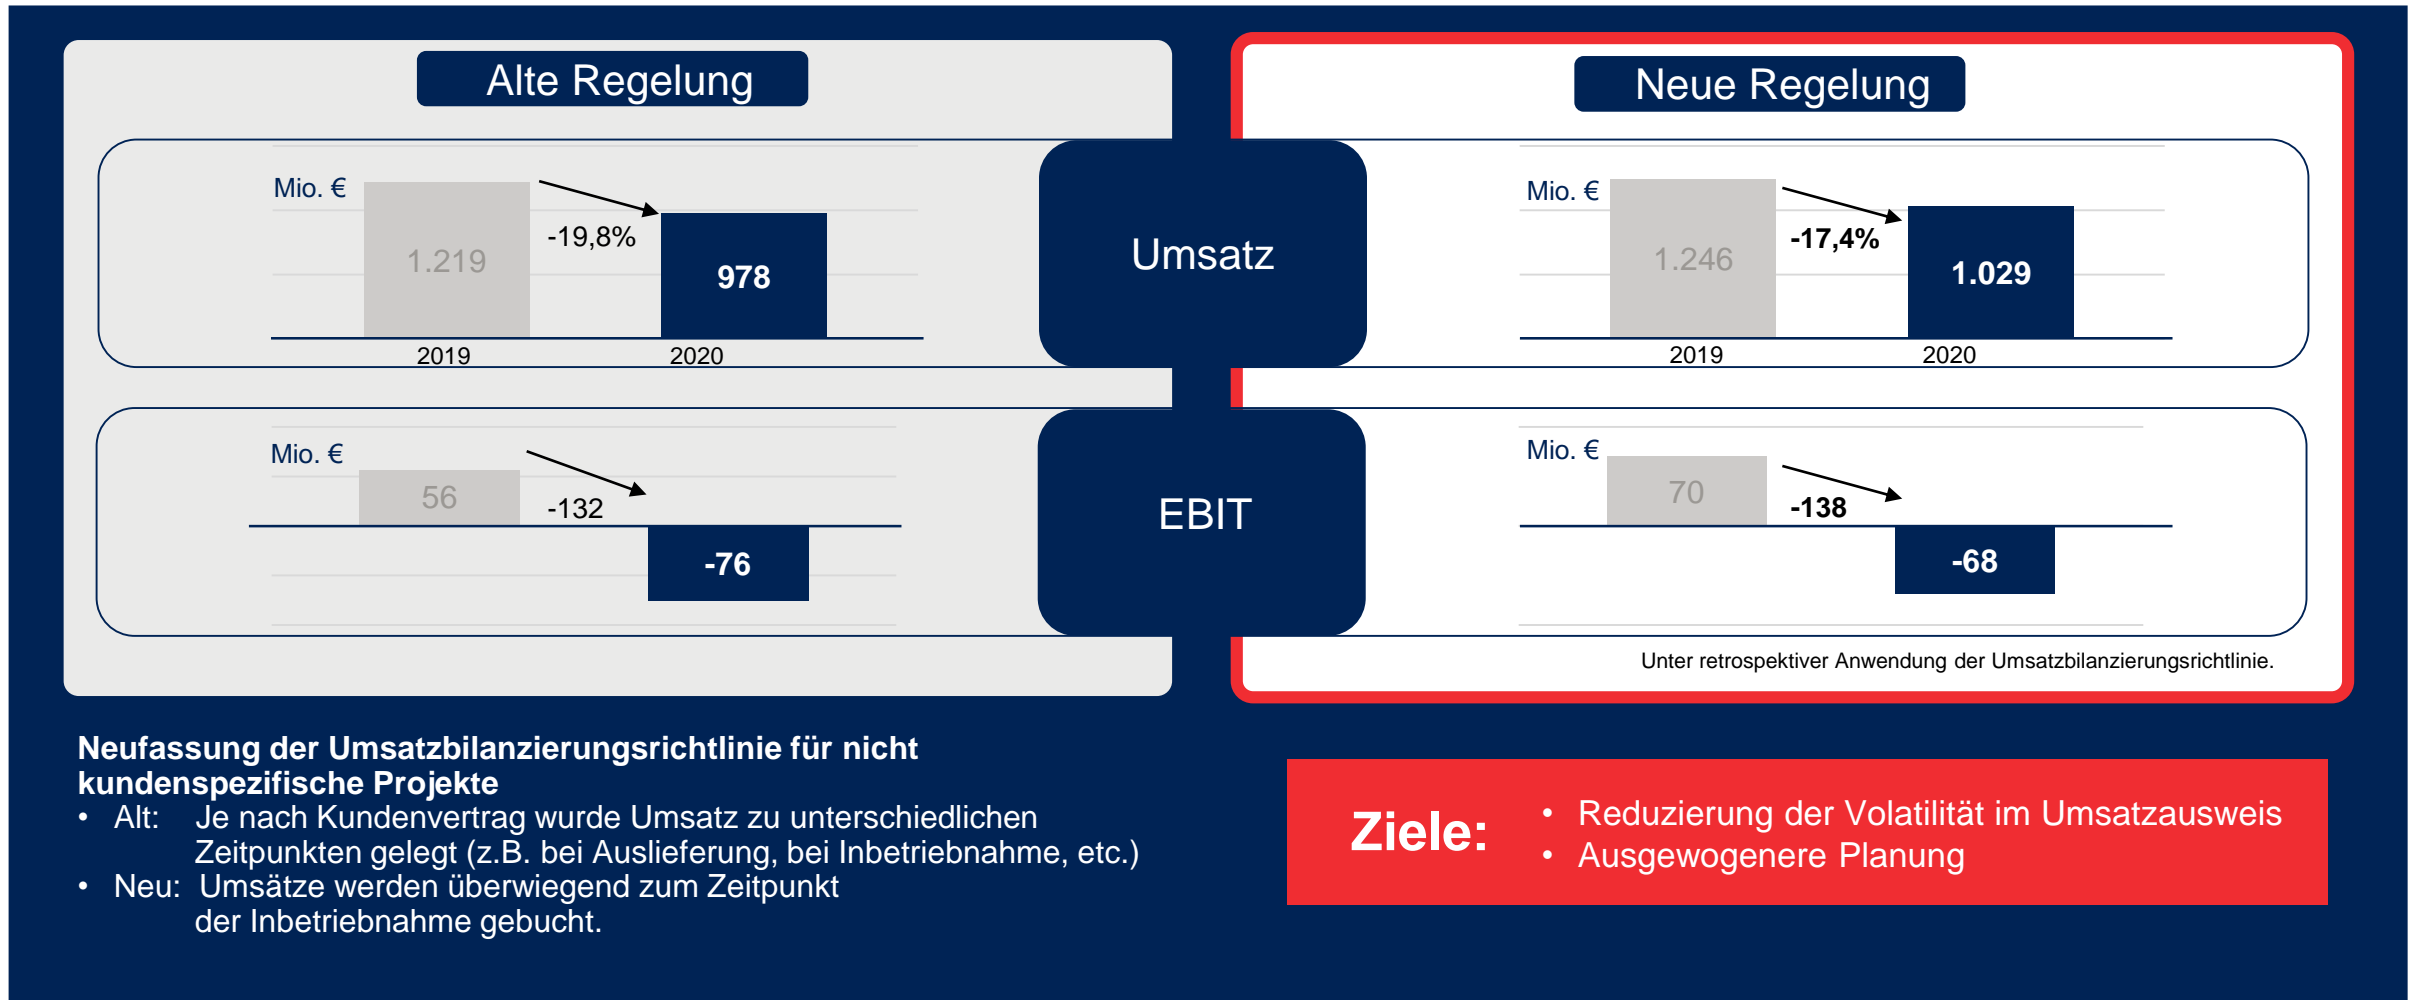 Alte Regelung
Mio. €
1.219
-19,8%
978
2019
2020
Umsatz
Neue Regelung
Mio. €
1.246
-17,4%
1.029
2019
2020
Mio. €
56
-132
-76
EBIT
Mio. €
70
-138
-68
Unter retrospektiver Anwendung der Umsatzbilanzierungsrichtlinie.
Neufassung der Umsatzbilanzierungsrichtlinie für nicht
kundenspezifische Projekte
• Alt: Je nach Kundenvertrag wurde Umsatz zu unterschiedlichen
Zeitpunkten gelegt (z.B. bei Auslieferung, bei Inbetriebnahme, etc.)
• Neu: Umsätze werden überwiegend zum Zeitpunkt
der Inbetriebnahme gebucht.
Ziele:
• Reduzierung der Volatilität im Umsatzausweis
• Ausgewogenere Planung